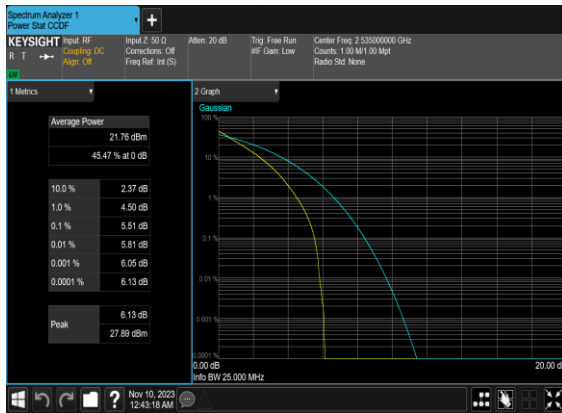 Spectrum Analyzer 1
Power Stat CCDF
KEYSIGHT
R T
LXI
Input: RF
Coupling: DC
Align: Off
Input Z: 50 Ω
Corrections: Off
Freq Ref: Int (S)
Atten: 20 dB
Trig: Free Run
#IF Gain: Low
Center Freq: 2.535000000 GHz
Counts: 1.00 M/1.00 Mpt
Radio Std: None
1 Metrics
Average Power
21.76 dBm
45.47 % at 0 dB
10.0 % 2.37 dB
1.0 % 4.50 dB
0.1 % 5.51 dB
0.01 % 5.81 dB
0.001 % 6.05 dB
0.0001 % 6.13 dB
Peak
6.13 dB
27.89 dBm
2 Graph
Gaussian
100 %
10 %
1 %
0.1 %
0.01 %
0.001 %
0.0001 %
0.00 dB
20.00 d
Info BW 25.000 MHz
?
Nov 10, 2023
12:43:18 AM